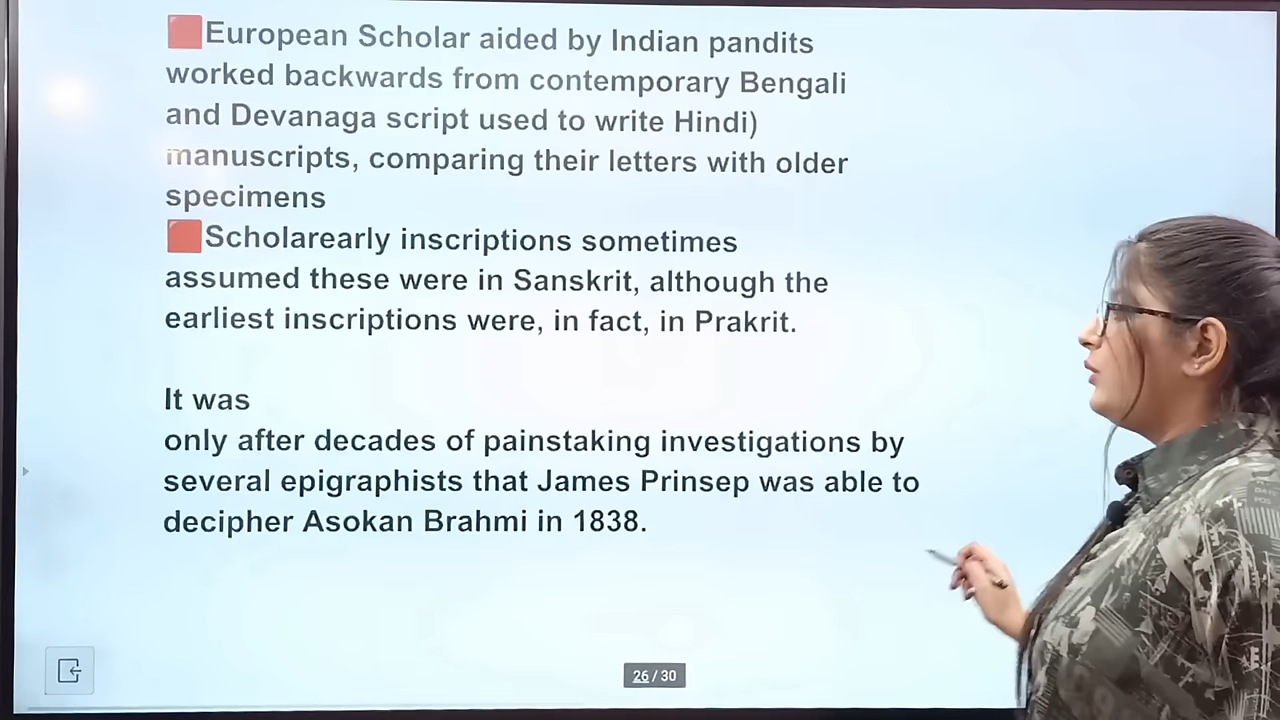 🟥European Scholar aided by Indian pandits
worked backwards from contemporary Bengali
and Devanaga script used to write Hindi)
manuscripts, comparing their letters with older
specimens
🟥Scholarearly inscriptions sometimes
assumed these were in Sanskrit, although the
earliest inscriptions were, in fact, in Prakrit.
It was
only after decades of painstaking investigations by
several epigraphists that James Prinsep was able to
decipher Asokan Brahmi in 1838.
26 / 30